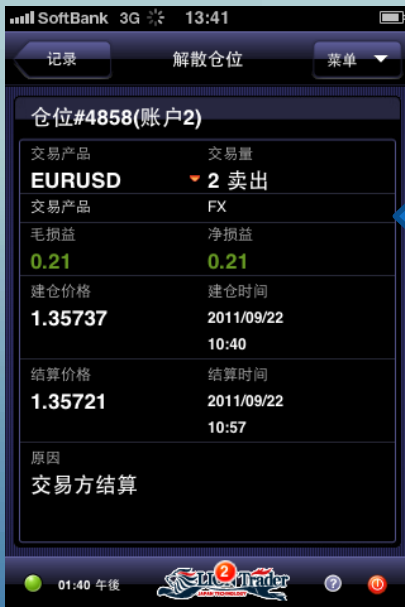 SoftBank 3G 13:41
记录 解散仓位 菜单
仓位#4858(账户2)
交易产品 交易量
EURUSD 2 卖出
交易产品 FX
毛损益 净损益
0.21 0.21
建仓价格 建仓时间
1.35737 2011/09/22
10:40
结算价格 结算时间
1.35721 2011/09/22
10:57
原因
交易方结算
2
01:40 午後 LION Trader ?
JAPAN TECHNOLOGY